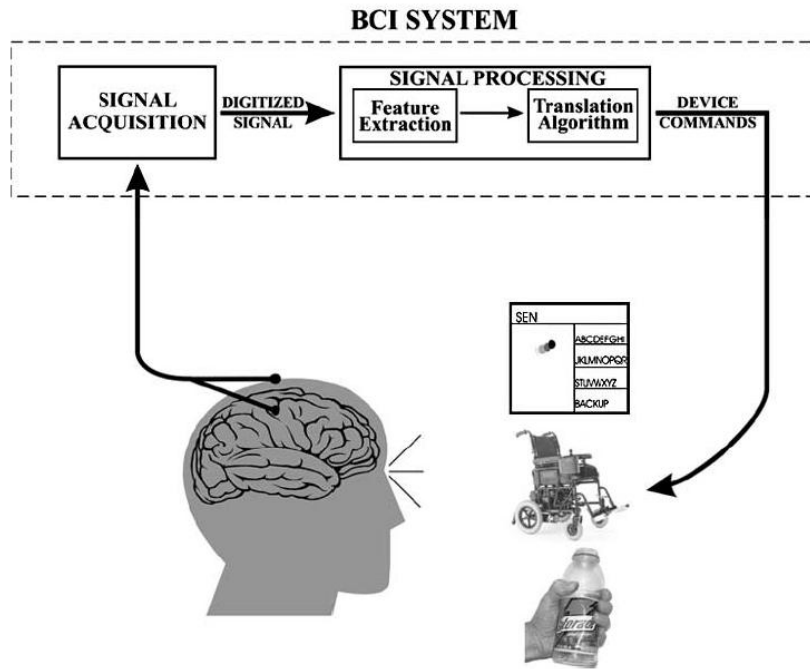 BCI SYSTEM
SIGNAL
ACQUISITION
DIGITIZED
SIGNAL
SIGNAL PROCESSING
Feature
Extraction
Translation
Algorithm
DEVICE
COMMANDS
SEN
ABCDEFGHI
JKLMNOPQR
STUVWXYZ
BACKUP